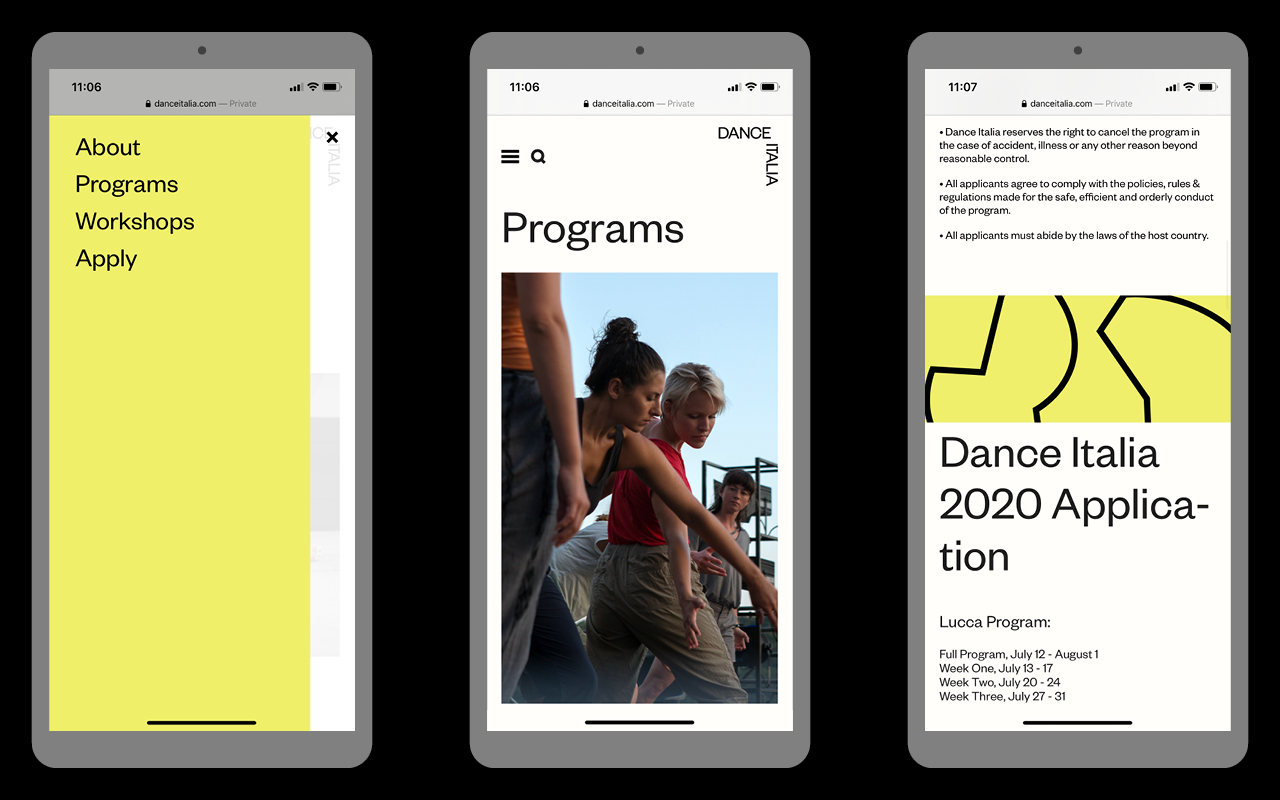 11:06
danceitalia.com — Private
About
Programs
Workshops
Apply
ITALIA
11:06
danceitalia.com — Private
DANCE
ITALIA
Programs
11:07
danceitalia.com — Private
• Dance Italia reserves the right to cancel the program in
the case of accident, illness or any other reason beyond
reasonable control.
• All applicants agree to comply with the policies, rules &
regulations made for the safe, efficient and orderly conduct
of the program.
• All applicants must abide by the laws of the host country.
Dance Italia
2020 Applica-
tion
Lucca Program:
Full Program, July 12 - August 1
Week One, July 13 - 17
Week Two, July 20 - 24
Week Three, July 27 - 31